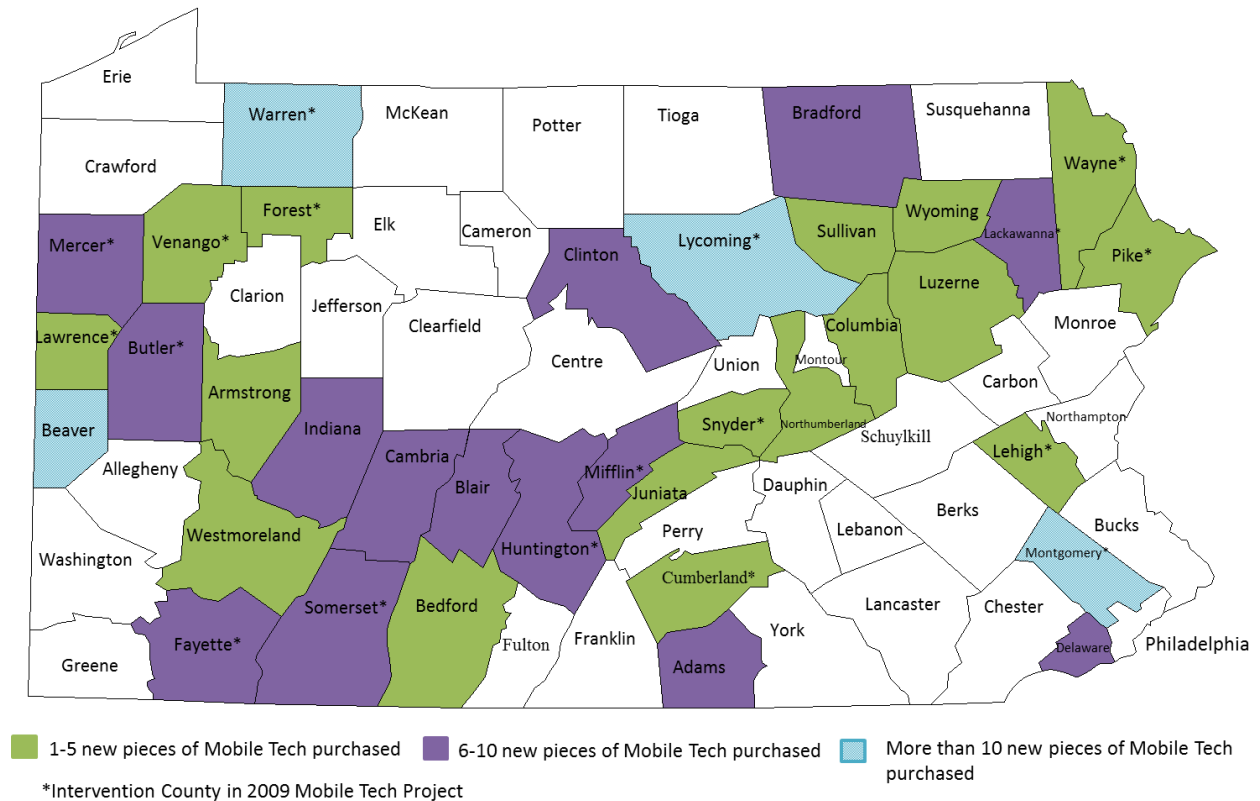 Erie
Warren*
McKean
Potter
Tioga
Bradford
Susquehanna
Crawford
Wayne*
Forest*
Elk
Cameron
Wyoming
Mercer*
Venango*
Lycoming*
Sullivan
Lackawanna*
Clinton
Pike*
Clarion
Jefferson
Luzerne
Lawrence*
Butler*
Clearfield
Columbia
Monroe
Centre
Union
Montour
Armstrong
Carbon
Beaver
Indiana
Snyder*
Northumberland
Northampton
Schuylkill
Allegheny
Cambria
Lehigh*
Blair
Mifflin*
Juniata
Dauphin
Westmoreland
Perry
Lebanon
Berks
Bucks
Washington
Huntington*
Montgomery*
Cumberland*
Somerset*
Bedford
Lancaster
Chester
Fayette*
Fulton
Franklin
York
Greene
Adams
Delaware
Philadelphia
1-5 new pieces of Mobile Tech purchased
6-10 new pieces of Mobile Tech purchased
More than 10 new pieces of Mobile Tech
purchased
*Intervention County in 2009 Mobile Tech Project